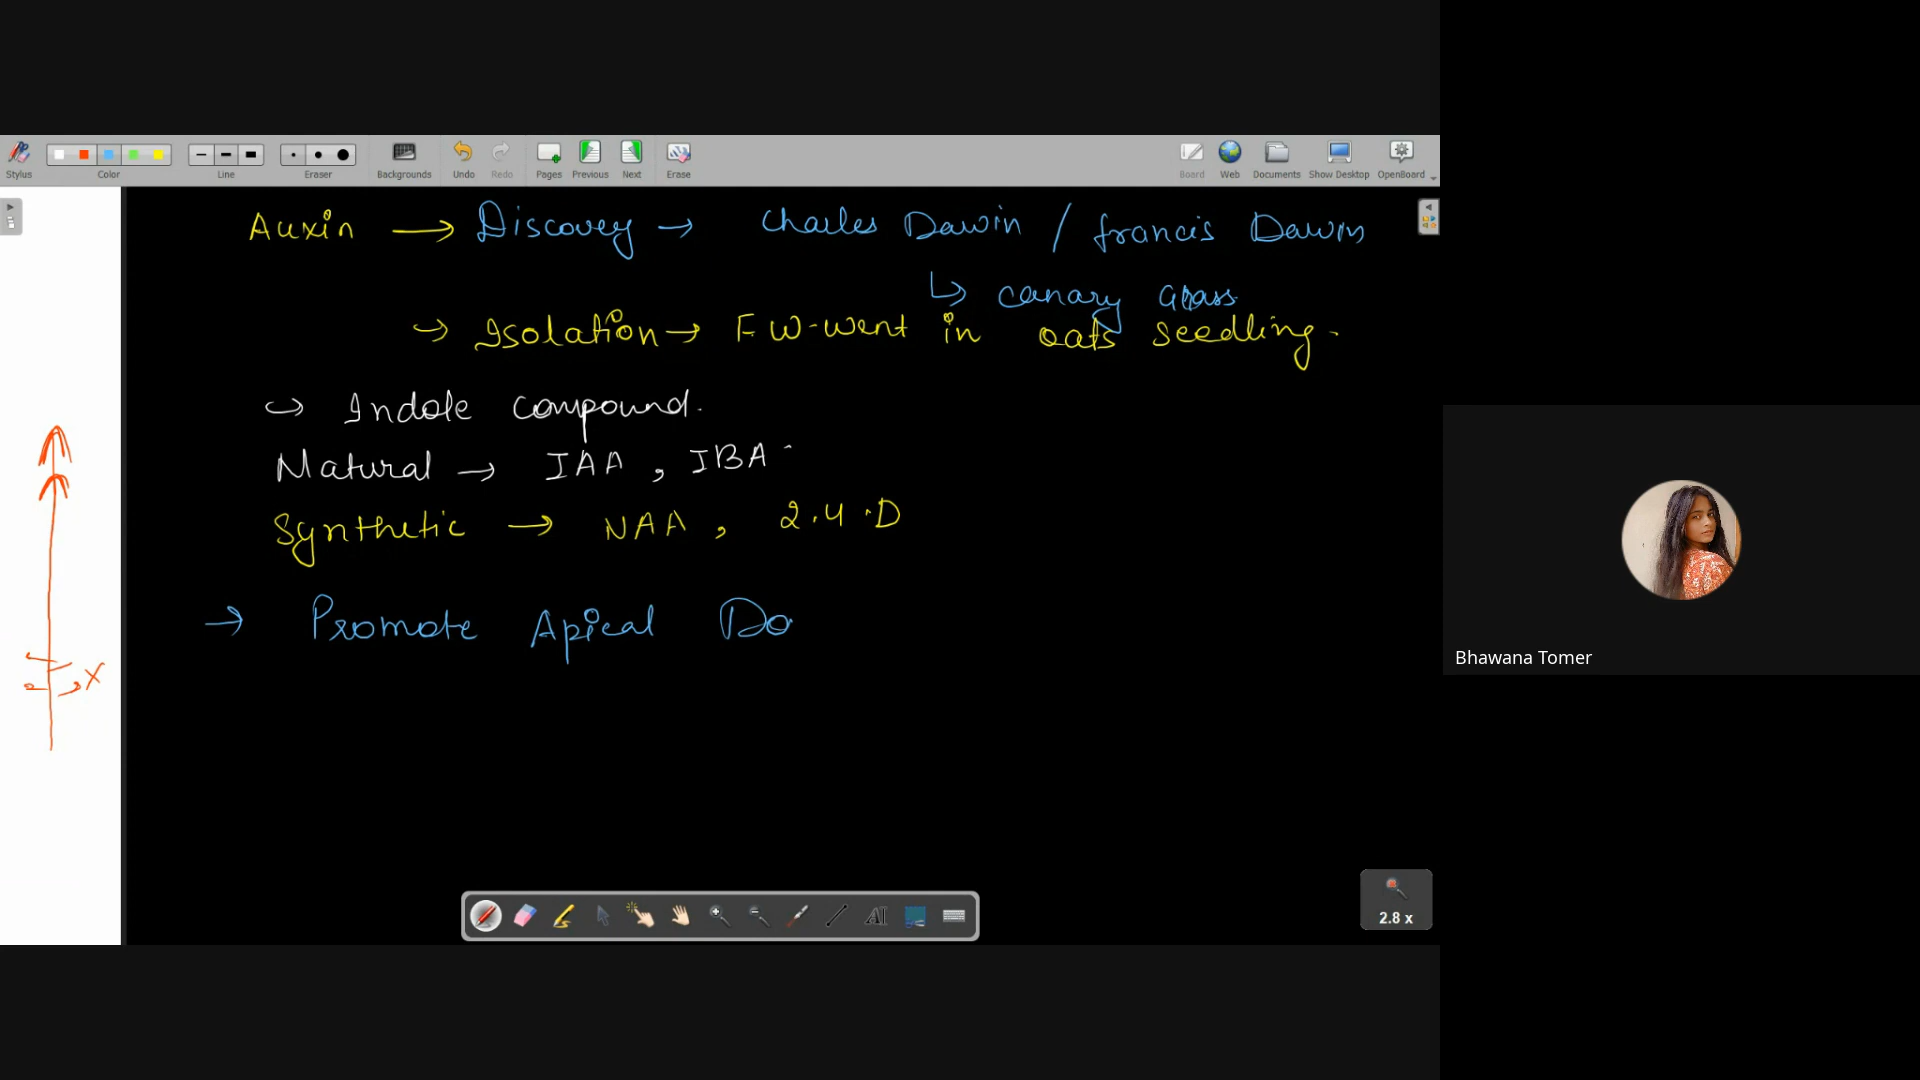 Stylus Color Line Eraser Backgrounds Undo Redo Pages Previous Next Erase Board Web Documents Show Desktop OpenBoard
Auxin → Discovey → Charles Dawin / francis Dawin
↳ canary Grass
→ Isolation → F.W-went in oats seedling.
→ Indole compound.
Natural → IAA , IBA
Synthetic → NAA , 2.4.D
→ Promote Apical Do
X
2.8 x
Bhawana Tomer